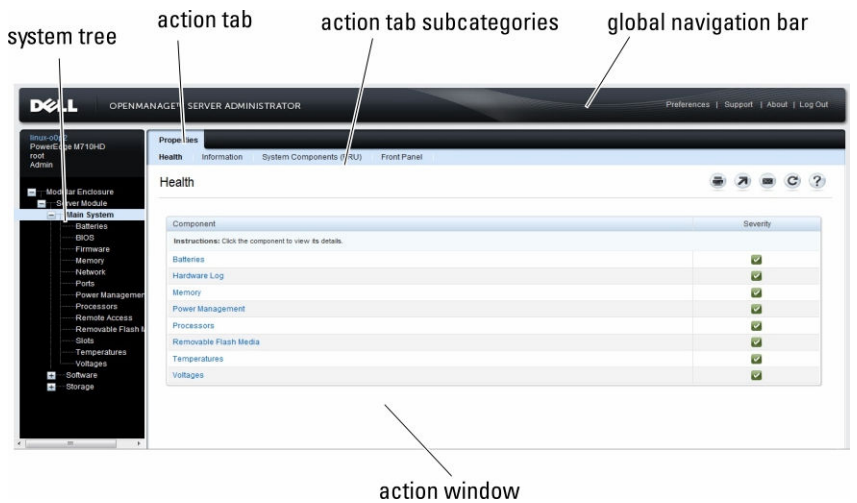 system tree
action tab
action tab subcategories
global navigation bar
DELL
OPENMANAGE™ SERVER ADMINISTRATOR
Preferences | Support | About | Log Out
PowerEdge M710HD
root
Admin
Modular Enclosure
Server Module
Main System
Batteries
BIOS
Firmware
Memory
Network
Ports
Power Managemen
Processors
Remote Access
Removable Flash M
Slots
Temperatures
Voltages
Software
Storage
Properties
Health Information System Components (FRU) Front Panel
Health
?
Component Severity
Instructions: Click the component to view its details.
Batteries
Hardware Log
Memory
Power Management
Processors
Removable Flash Media
Temperatures
Voltages
action window